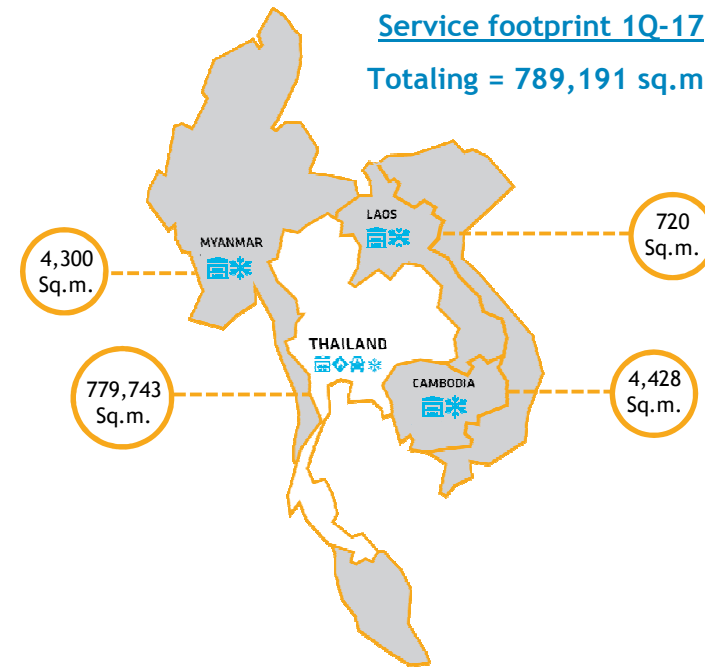 Service footprint 1Q-17
Totaling = 789,191 sq.m
LAOS
720
Sq.m.
MYANMAR
4,300
Sq.m.
THAILAND
779,743
Sq.m.
CAMBODIA
4,428
Sq.m.